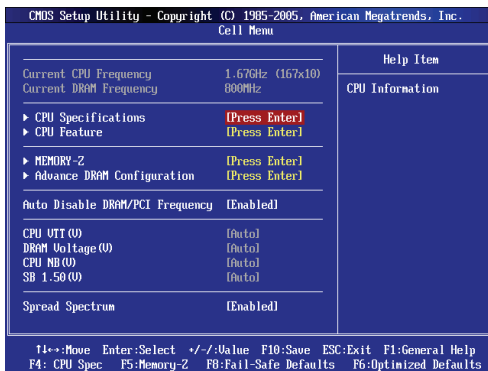 CMOS Setup Utility - Copyright (C) 1985-2005, American Megatrends, Inc.
Cell Menu
Help Item
Current CPU Frequency 1.67GHz (167x10)
Current DRAM Frequency 800MHz
CPU Information
▶ CPU Specifications [Press Enter]
▶ CPU Feature [Press Enter]
▶ MEMORY-Z [Press Enter]
▶ Advance DRAM Configuration [Press Enter]
Auto Disable DRAM/PCI Frequency [Enabled]
CPU VTT(V) [Auto]
DRAM Voltage(V) [Auto]
CPU NB(V) [Auto]
SB 1.50(V) [Auto]
Spread Spectrum [Enabled]
↑↓↔:Move Enter:Select +/-/:Value F10:Save ESC:Exit F1:General Help
F4: CPU Spec F5:Memory-Z F8:Fail-Safe Defaults F6:Optimized Defaults